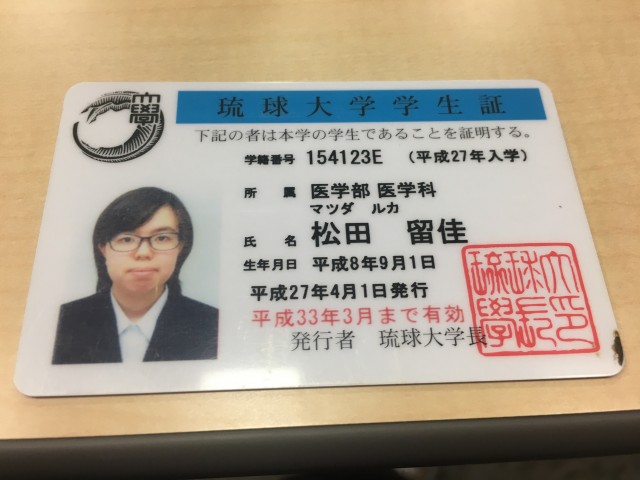 大學
琉球大学学生証
下記の者は本学の学生であることを証明する。
学籍番号 154123E (平成27年入学)
所属 医学部 医学科
マツダ ルカ
氏名 松田 留佳
生年月日 平成8年9月1日
平成27年4月1日発行
平成33年3月まで有効
発行者 琉球大学長